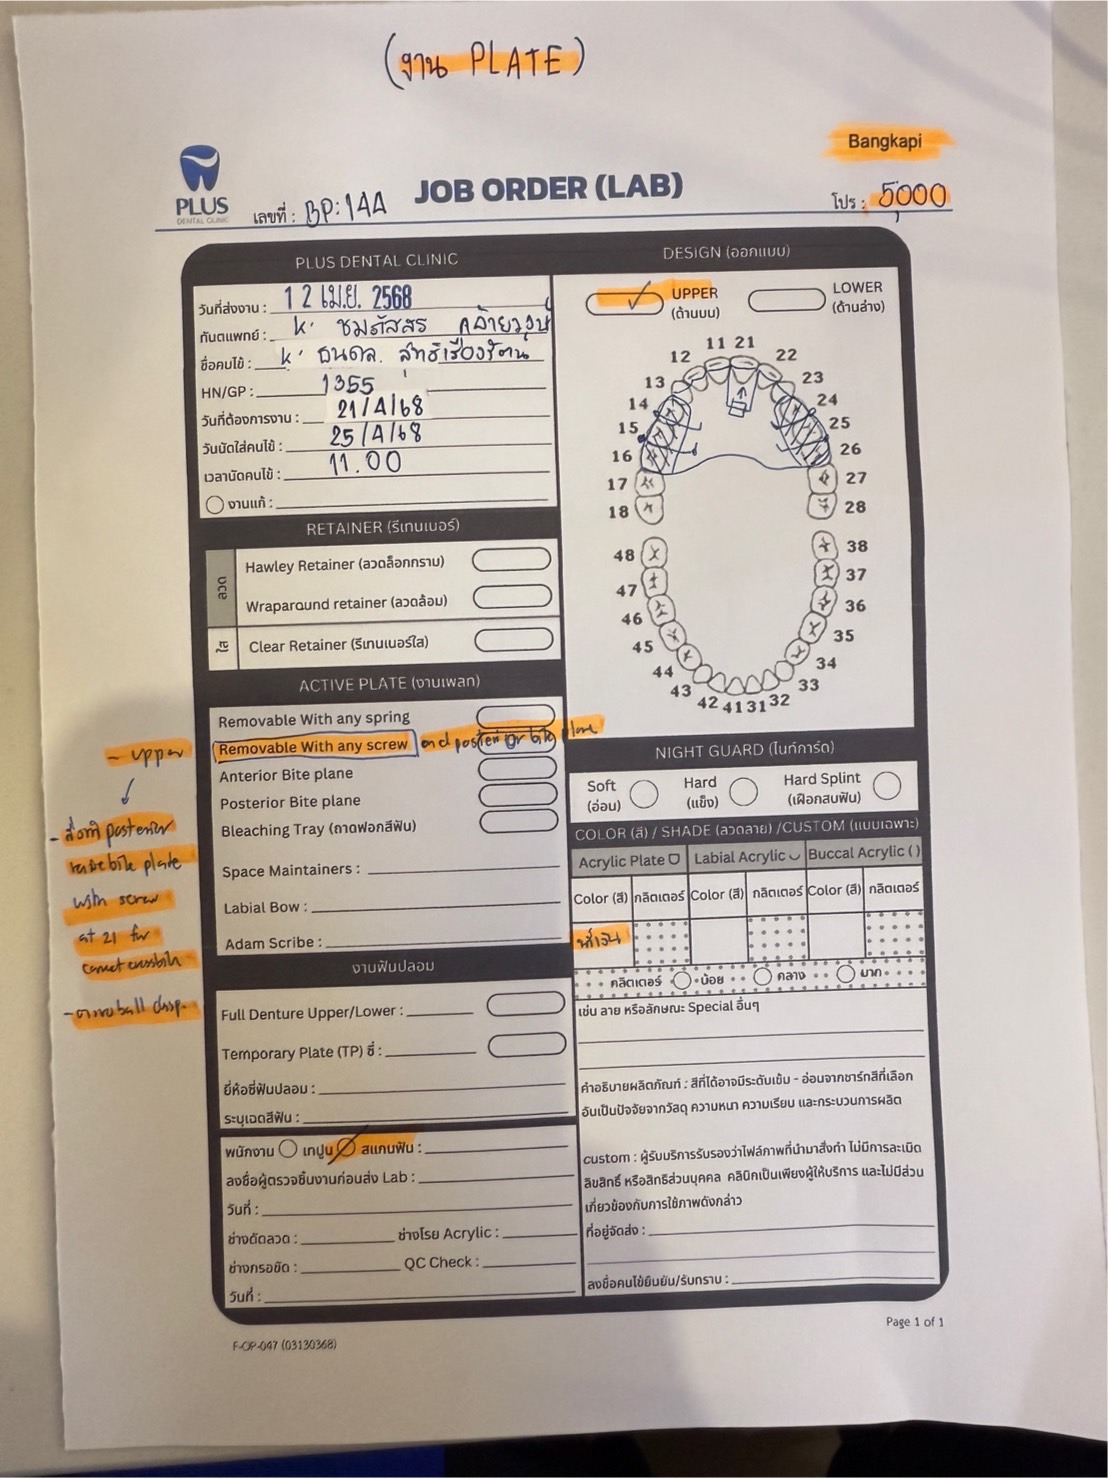 (งาน PLATE)
Bangkapi
PLUS
DENTAL CLINIC
เลขที่ : BP:144
JOB ORDER (LAB)
โปร : 5,000
PLUS DENTAL CLINIC
วันที่ส่งงาน : 12 เม.ย. 2568
ทันตแพทย์ :
ชื่อคนไข้ :
HN/GP : 1355
วันที่ต้องการงาน : 21/4/68
วันนัดใส่คนไข้ : 25/4/68
เวลานัดคนไข้ : 11.00
งานแก้ :
DESIGN (ออกแบบ)
UPPER
(ด้านบน)
LOWER
(ด้านล่าง)
11 21
12 22
13 23
14 24
15 25
16 26
17 27
18 28
48 38
47 37
46 36
45 35
44 34
43 33
42 41 31 32
RETAINER (รีเทนเนอร์)
ลวด
Hawley Retainer (ลวดล็อกกราม)
Wraparound retainer (ลวดล้อม)
ใส
Clear Retainer (รีเทนเนอร์ใส)
ACTIVE PLATE (งานเพลท)
Removable With any spring
Removable With any screw and posterior bite plane
Anterior Bite plane
Posterior Bite plane
Bleaching Tray (ถาดฟอกสีฟัน)
Space Maintainers :
Labial Bow :
Adam Scribe :
- upper
posterior
bite plate
with screw
at 21 for
correct crossbite
ball clasp
NIGHT GUARD (ไนท์การ์ด)
Soft
(อ่อน)
Hard
(แข็ง)
Hard Splint
(เฝือกสบฟัน)
COLOR (สี) / SHADE (ลวดลาย) /CUSTOM (แบบเฉพาะ)
Acrylic Plate Labial Acrylic Buccal Acrylic ( )
Color (สี) กลิตเตอร์ Color (สี) กลิตเตอร์ Color (สี) กลิตเตอร์
น้ำเงิน
กลิตเตอร์ น้อย กลาง มาก
เช่น ลาย หรือลักษณะ Special อื่นๆ
คำอธิบายผลิตภัณฑ์ : สีที่ได้อาจมีระดับเข้ม - อ่อนจากชาร์ทสีที่เลือก
อันเป็นปัจจัยจากวัสดุ ความหนา ความเรียบ และกระบวนการผลิต
custom : ผู้รับบริการรับรองว่าไฟล์ภาพที่นำมาสั่งทำ ไม่มีการละเมิด
ลิขสิทธิ์ หรือสิทธิส่วนบุคคล คลินิกเป็นเพียงผู้ให้บริการ และไม่มีส่วน
เกี่ยวข้องกับการใช้ภาพดังกล่าว
ที่อยู่จัดส่ง :
ลงชื่อคนไข้ยืนยัน/รับทราบ :
งานฟันปลอม
Full Denture Upper/Lower :
Temporary Plate (TP) ซี่ :
ยี่ห้อซี่ฟันปลอม :
ระบุเฉดสีฟัน :
พนักงาน เทปูน สแกนฟัน :
ลงชื่อผู้ตรวจชิ้นงานก่อนส่ง Lab :
วันที่ :
ช่างดัดลวด : ช่างโรย Acrylic :
ช่างกรอขัด : QC Check :
วันที่ :
Page 1 of 1
F-OP-047 (03130368)